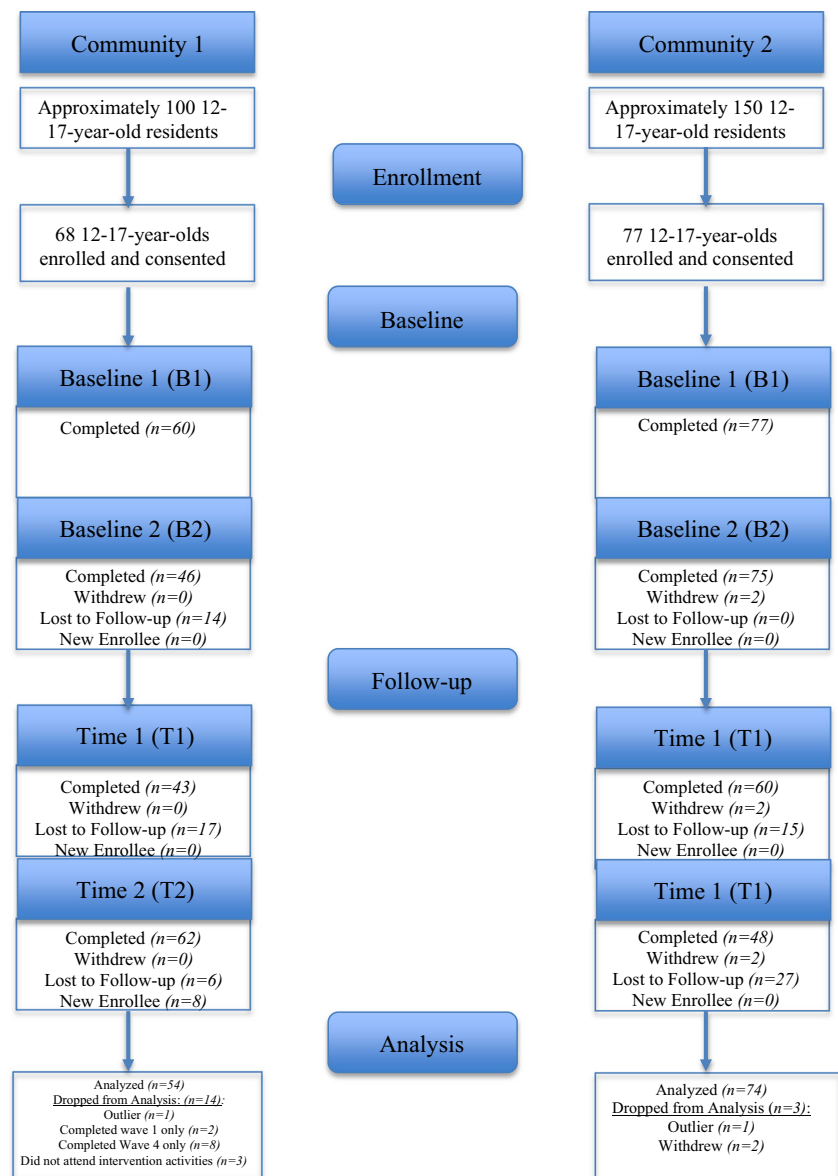 Community 1
Approximately 100 12-
17-year-old residents
68 12-17-year-olds
enrolled and consented
Baseline 1 (B1)
Completed (n=60)
Baseline 2 (B2)
Completed (n=46)
Withdrew (n=0)
Lost to Follow-up (n=14)
New Enrollee (n=0)
Time 1 (T1)
Completed (n=43)
Withdrew (n=0)
Lost to Follow-up (n=17)
New Enrollee (n=0)
Time 2 (T2)
Completed (n=62)
Withdrew (n=0)
Lost to Follow-up (n=6)
New Enrollee (n=8)
Analyzed (n=54)
Dropped from Analysis: (n=14):
Outlier (n=1)
Completed wave 1 only (n=2)
Completed Wave 4 only (n=8)
Did not attend intervention activities (n=3)
Enrollment
Baseline
Follow-up
Analysis
Community 2
Approximately 150 12-
17-year-old residents
77 12-17-year-olds
enrolled and consented
Baseline 1 (B1)
Completed (n=77)
Baseline 2 (B2)
Completed (n=75)
Withdrew (n=2)
Lost to Follow-up (n=0)
New Enrollee (n=0)
Time 1 (T1)
Completed (n=60)
Withdrew (n=2)
Lost to Follow-up (n=15)
New Enrollee (n=0)
Time 1 (T1)
Completed (n=48)
Withdrew (n=2)
Lost to Follow-up (n=27)
New Enrollee (n=0)
Analyzed (n=74)
Dropped from Analysis (n=3):
Outlier (n=1)
Withdrew (n=2)